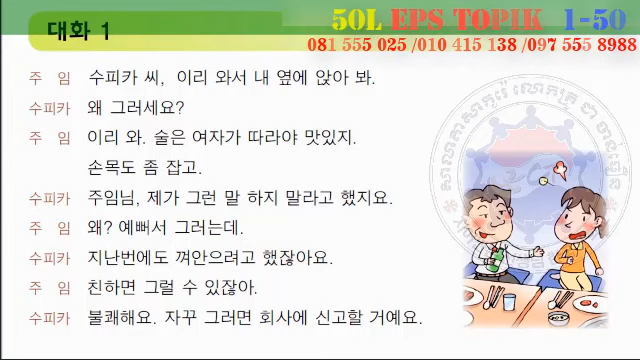 50L EPS TOPIK 1-50
대화 1
081 555 025 /010 415 138 /097 555 8988
주 임 수피카 씨, 이리 와서 내 옆에 앉아 봐.
수피카 왜 그러세요?
주 임 이리 와. 술은 여자가 따라야 맛있지.
손목도 좀 잡고.
수피카 주임님, 제가 그런 말 하지 말라고 했지요.
주 임 왜? 예뻐서 그러는데.
수피카 지난번에도 껴안으려고 했잖아요.
주 임 친하면 그럴 수 있잖아.
수피카 불쾌해요. 자꾸 그러면 회사에 신고할 거예요.